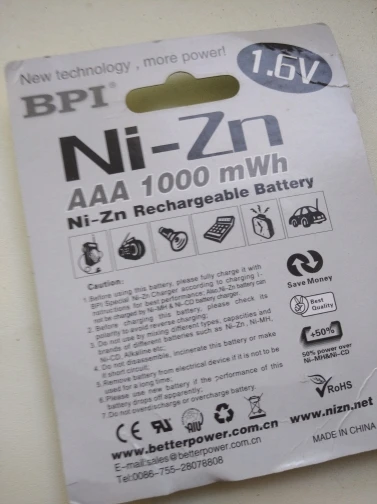 New technology , more power!
BPI®
1.6V
Ni-Zn
AAA 1000 mWh
Ni-Zn Rechargeable Battery
Caution:
1.Before using this battery, please fully charge it with
BPI Special Ni-Zn Charger according to charging i-
nstructions for best performance. Also Ni-Zn battery can
not be charged by Ni-MH & Ni-CD battery charger.
2. Before charging this battery, please check its
polarity to avoid reverse charging;
3. Do not use by mixing different types, capacities and
brands of different batteries such as Ni-Zn, Ni-MH,
Ni-CD, Alkaline etc;
4. Do not disassemble, incinerate this battery or make
it short circuit;
5. Remove battery from electrical device if it is not to be
used for a long time;
6. Please use new battery if the performance of this
battery drops off apparently;
7. Do not overdischarge or overcharge battery.
Save Money
Best
Quality
+50%
50% power over
Ni-MH&Ni-CD
RoHS
www.nizn.net
MADE IN CHINA
CE
www.betterpower.com.cn
E-mail:sales@betterpower.com.cn
Tel:0086-755-28076808